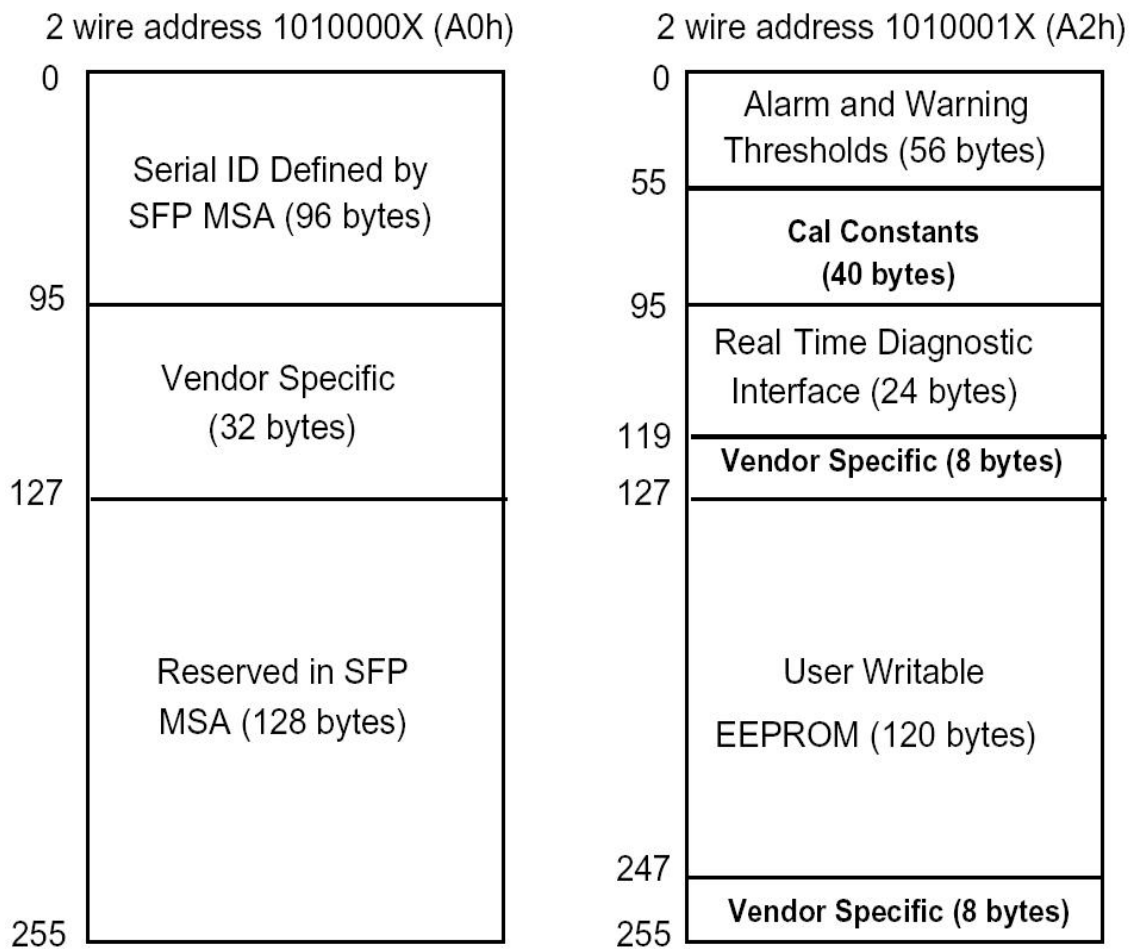 2 wire address 1010000X (A0h)
0
Serial ID Defined by
SFP MSA (96 bytes)
95
Vendor Specific
(32 bytes)
127
Reserved in SFP
MSA (128 bytes)
255
2 wire address 1010001X (A2h)
0
Alarm and Warning
Thresholds (56 bytes)
55
Cal Constants
(40 bytes)
95
Real Time Diagnostic
Interface (24 bytes)
119
Vendor Specific (8 bytes)
127
User Writable
EEPROM (120 bytes)
247
Vendor Specific (8 bytes)
255